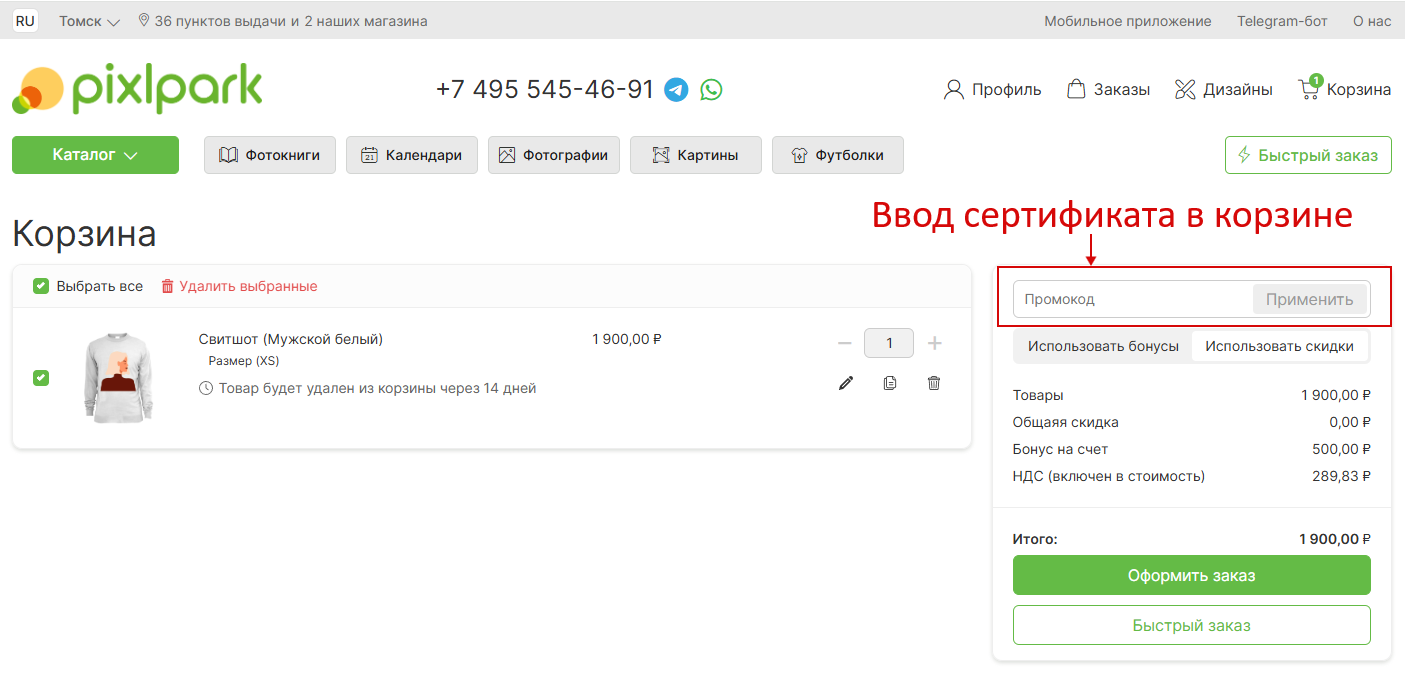 RU Томск 36 пунктов выдачи и 2 наших магазина Мобильное приложение Telegram-бот О нас
pixlpark +7 495 545-46-91 Профиль Заказы Дизайны 1 Корзина
Каталог Фотокниги 21 Календари Фотографии Картины Футболки Быстрый заказ
Ввод сертификата в корзине
Корзина
Выбрать все Удалить выбранные
Свитшот (Мужской белый) 1 900,00 ₽ 1
Размер (XS)
Товар будет удален из корзины через 14 дней
Промокод Применить
Использовать бонусы Использовать скидки
Товары 1 900,00 ₽
Общаяя скидка 0,00 ₽
Бонус на счет 500,00 ₽
НДС (включен в стоимость) 289,83 ₽
Итого: 1 900,00 ₽
Оформить заказ
Быстрый заказ